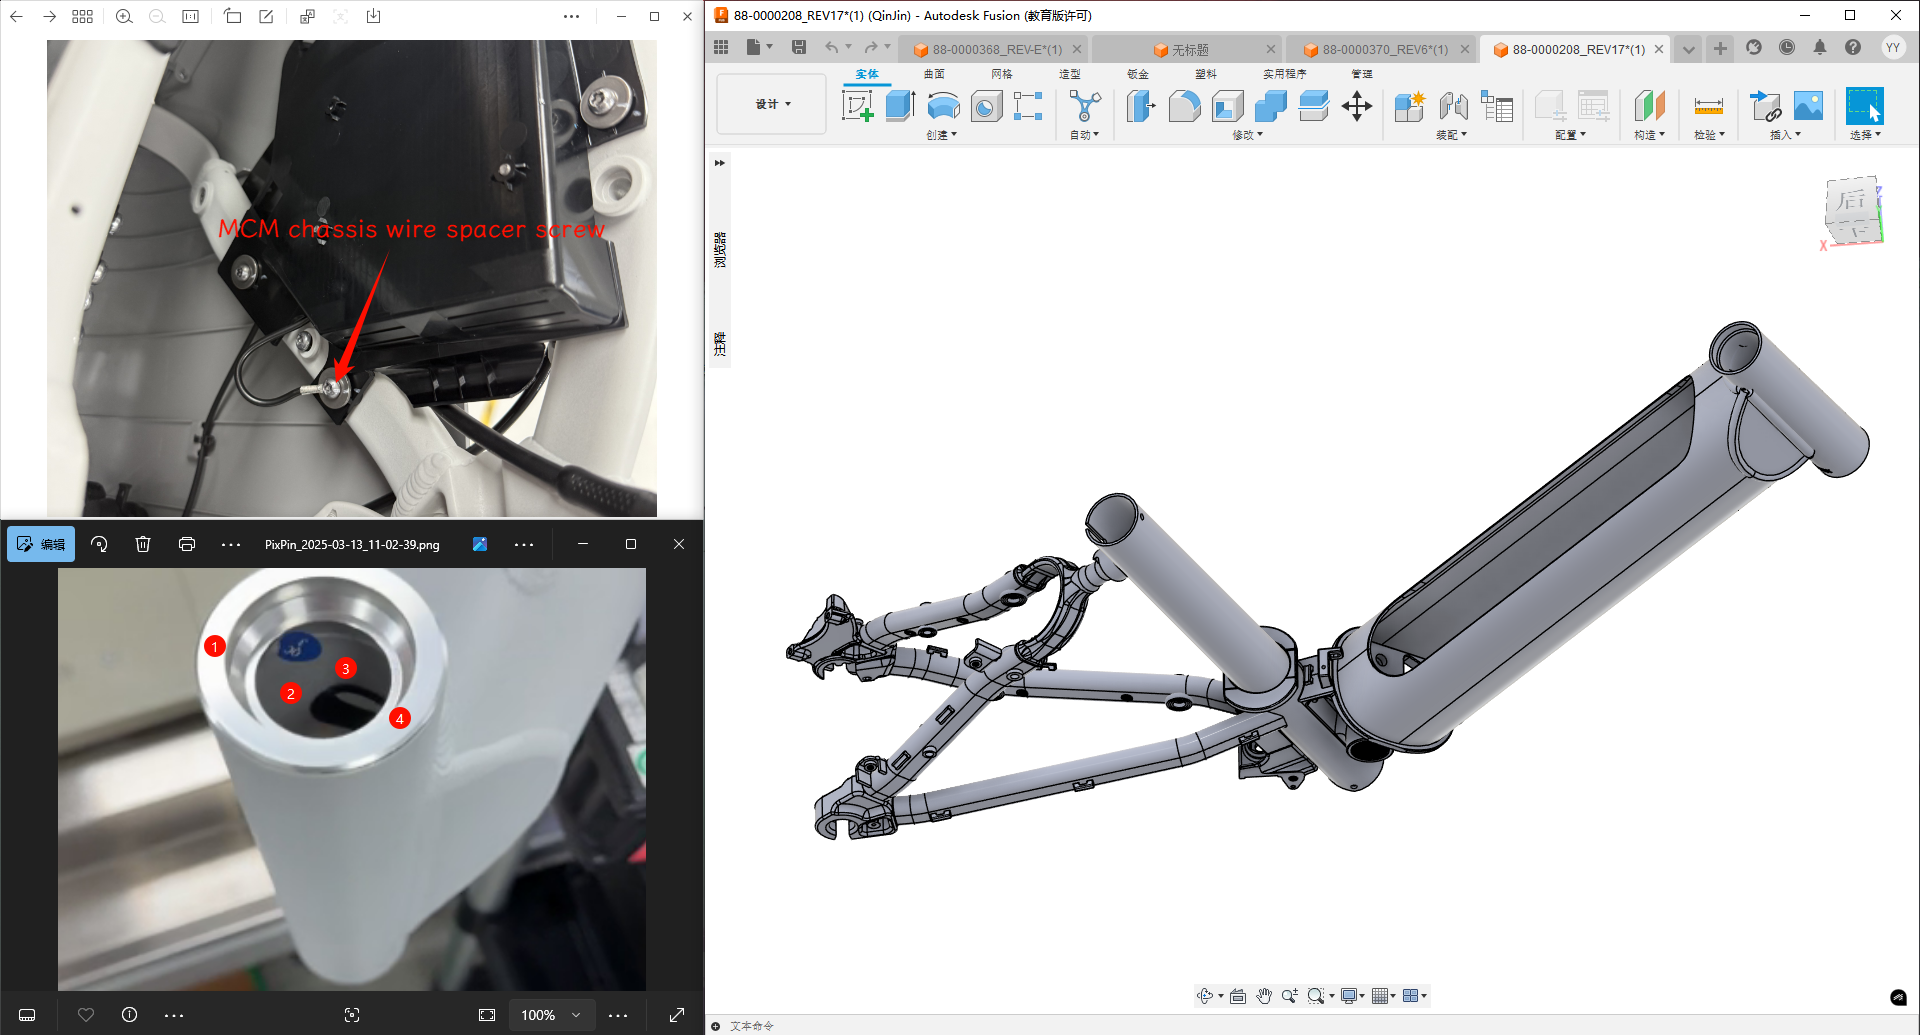 88-0000208_REV17*(1) (QinJin) - Autodesk Fusion (教育版许可)
88-0000368_REV-E*(1)
无标题
88-0000370_REV6*(1)
88-0000208_REV17*(1)
YY
实体
曲面
网格
造型
钣金
塑料
实用程序
管理
设计
创建
自动
修改
装配
配置
构造
检验
插入
选择
浏览器
注释
后
Z
X
MCM chassis wire spacer screw
编辑
PixPin_2025-03-13_11-02-39.png
1
2
3
4
100%
文本命令